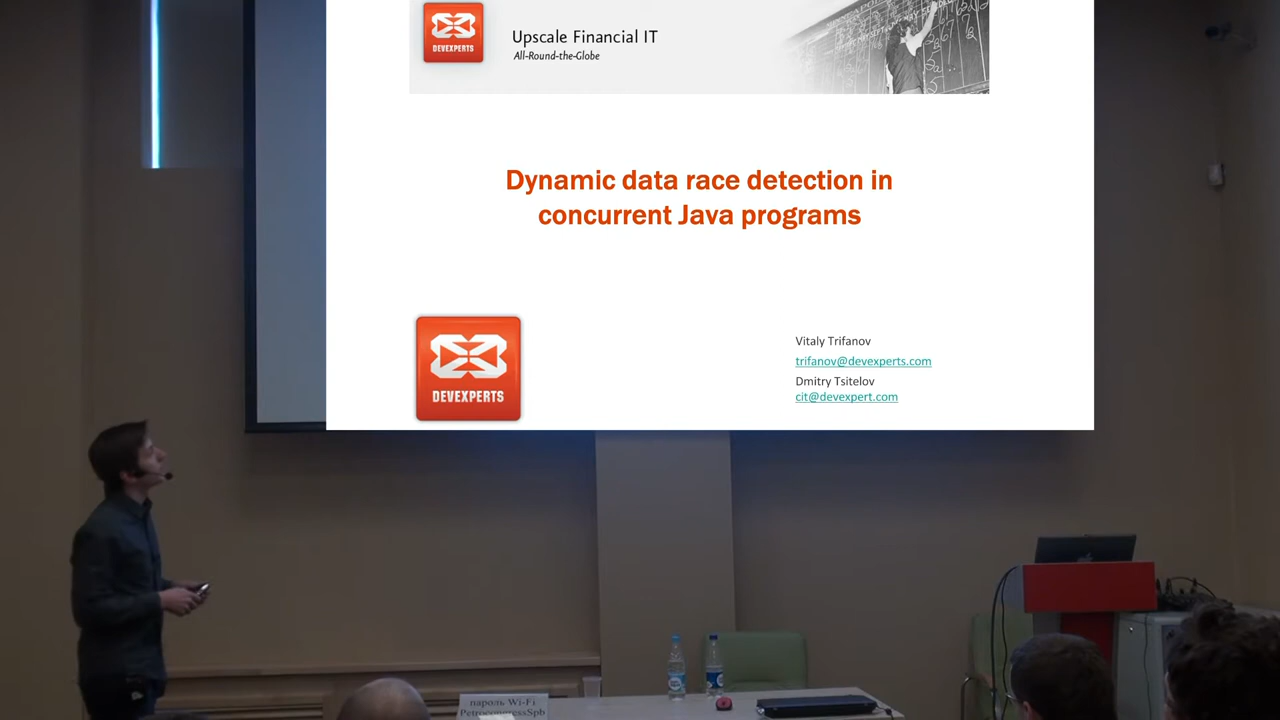 DEVEXPERTS
Upscale Financial IT
All-Round-the-Globe
Dynamic data race detection in
concurrent Java programs
DEVEXPERTS
Vitaly Trifanov
trifanov@devexperts.com
Dmitry Tsitelov
cit@devexpert.com
пароль Wi-Fi
PetrocongressSpb